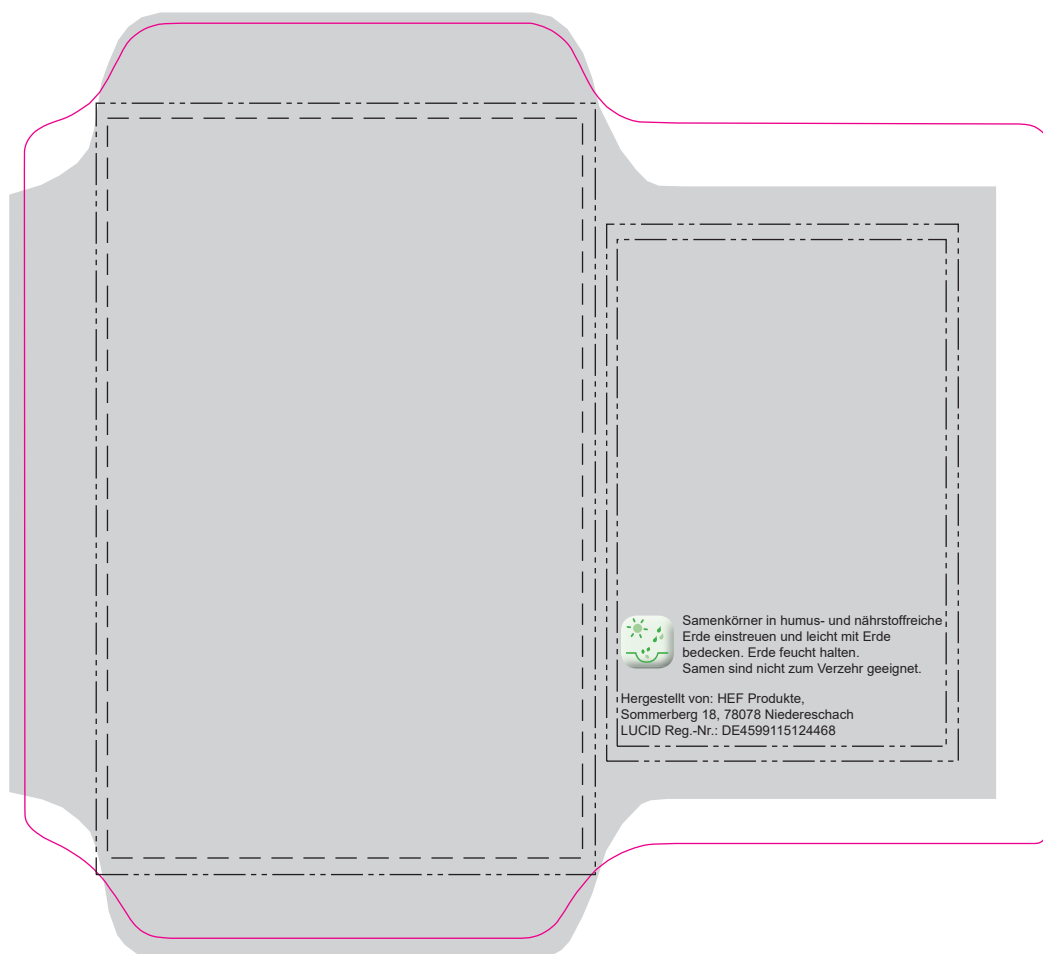 Samenkörner in humus- und nährstoffreiche
Erde einstreuen und leicht mit Erde
bedecken. Erde feucht halten.
Samen sind nicht zum Verzehr geeignet.
Hergestellt von: HEF Produkte,
Sommerberg 18, 78078 Niedereschach
LUCID Reg.-Nr.: DE4599115124468